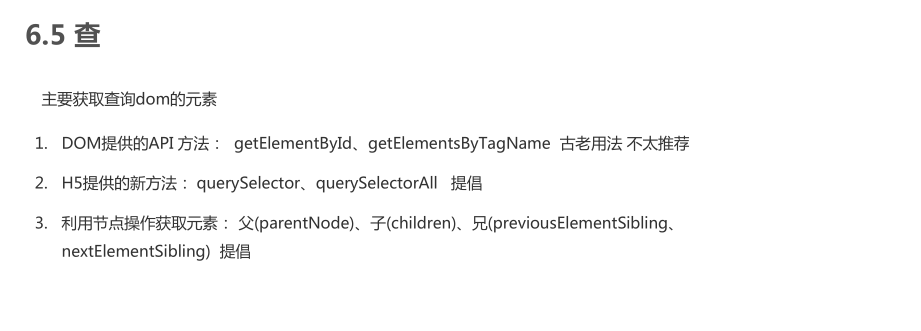 6.5 查
主要获取查询dom的元素
1. DOM提供的API 方法： getElementById、getElementsByTagName 古老用法 不太推荐
2. H5提供的新方法： querySelector、querySelectorAll 提倡
3. 利用节点操作获取元素： 父(parentNode)、子(children)、兄(previousElementSibling、
nextElementSibling) 提倡